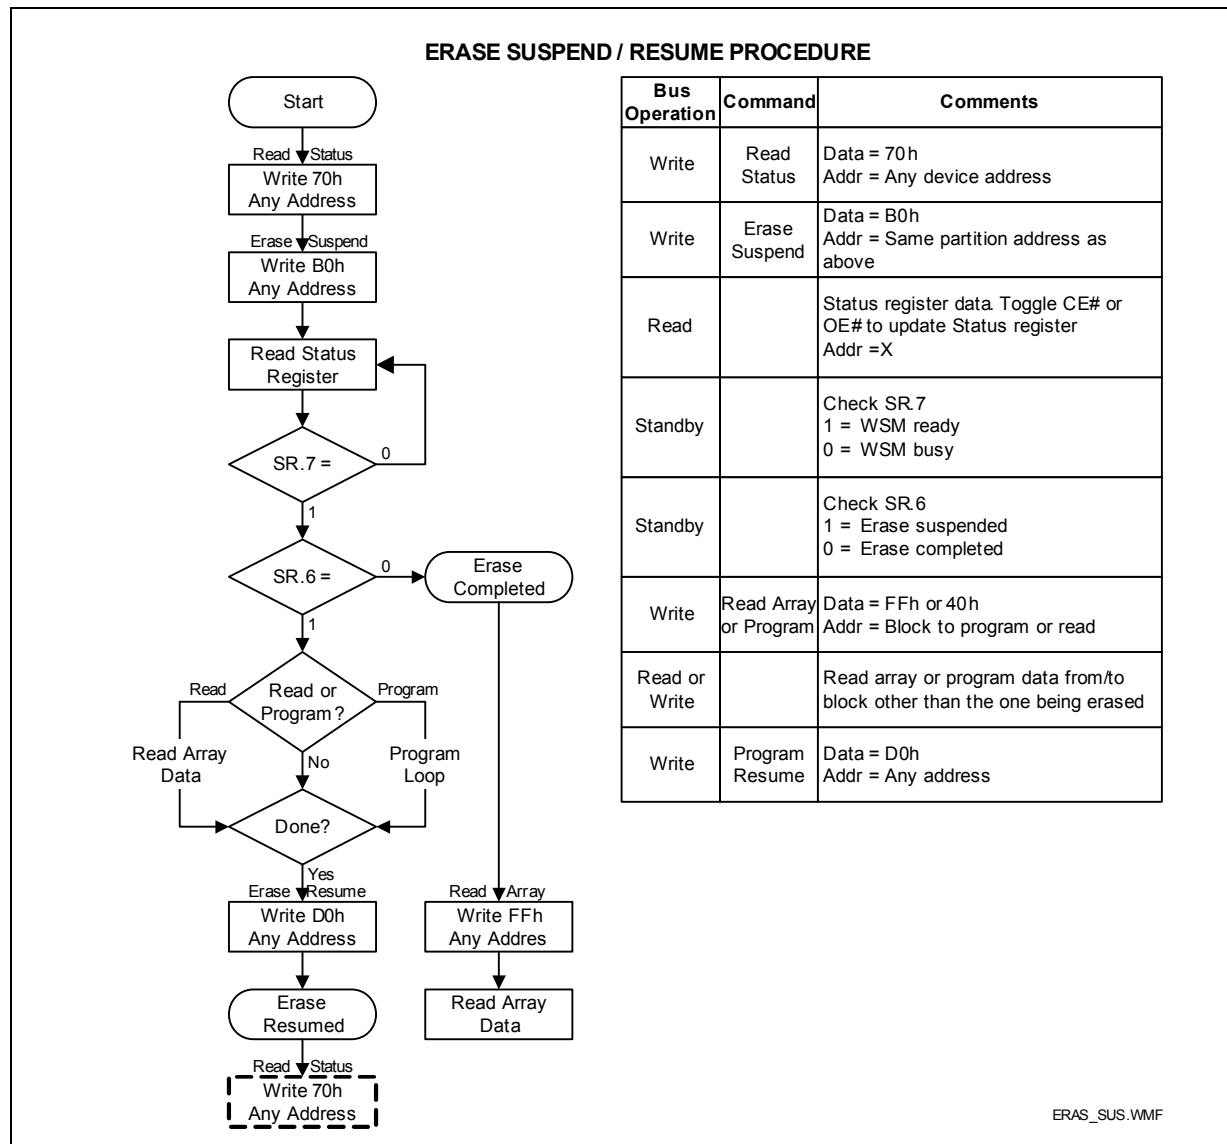 ERASE SUSPEND / RESUME PROCEDURE
Start
Read Status
Write 70h
Any Address
Erase Suspend
Write B0h
Any Address
Read Status
Register
SR.7 =
0
1
SR.6 =
0
1
Erase
Completed
Read or
Program?
Read
Program
No
Read Array
Data
Program
Loop
Done?
Yes
Erase Resume
Write D0h
Any Address
Erase
Resumed
Read Status
Write 70h
Any Address
Read Array
Write FFh
Any Addres
Read Array
Data
Bus
Operation
Command
Comments
Write
Read
Status
Data = 70h
Addr = Any device address
Write
Erase
Suspend
Data = B0h
Addr = Same partition address as
above
Read
Status register data. Toggle CE# or
OE# to update Status register
Addr =X
Standby
Check SR.7
1 = WSM ready
0 = WSM busy
Standby
Check SR.6
1 = Erase suspended
0 = Erase completed
Write
Read Array
or Program
Data = FFh or 40h
Addr = Block to program or read
Read or
Write
Read array or program data from/to
block other than the one being erased
Write
Program
Resume
Data = D0h
Addr = Any address
ERAS_SUS.WMF